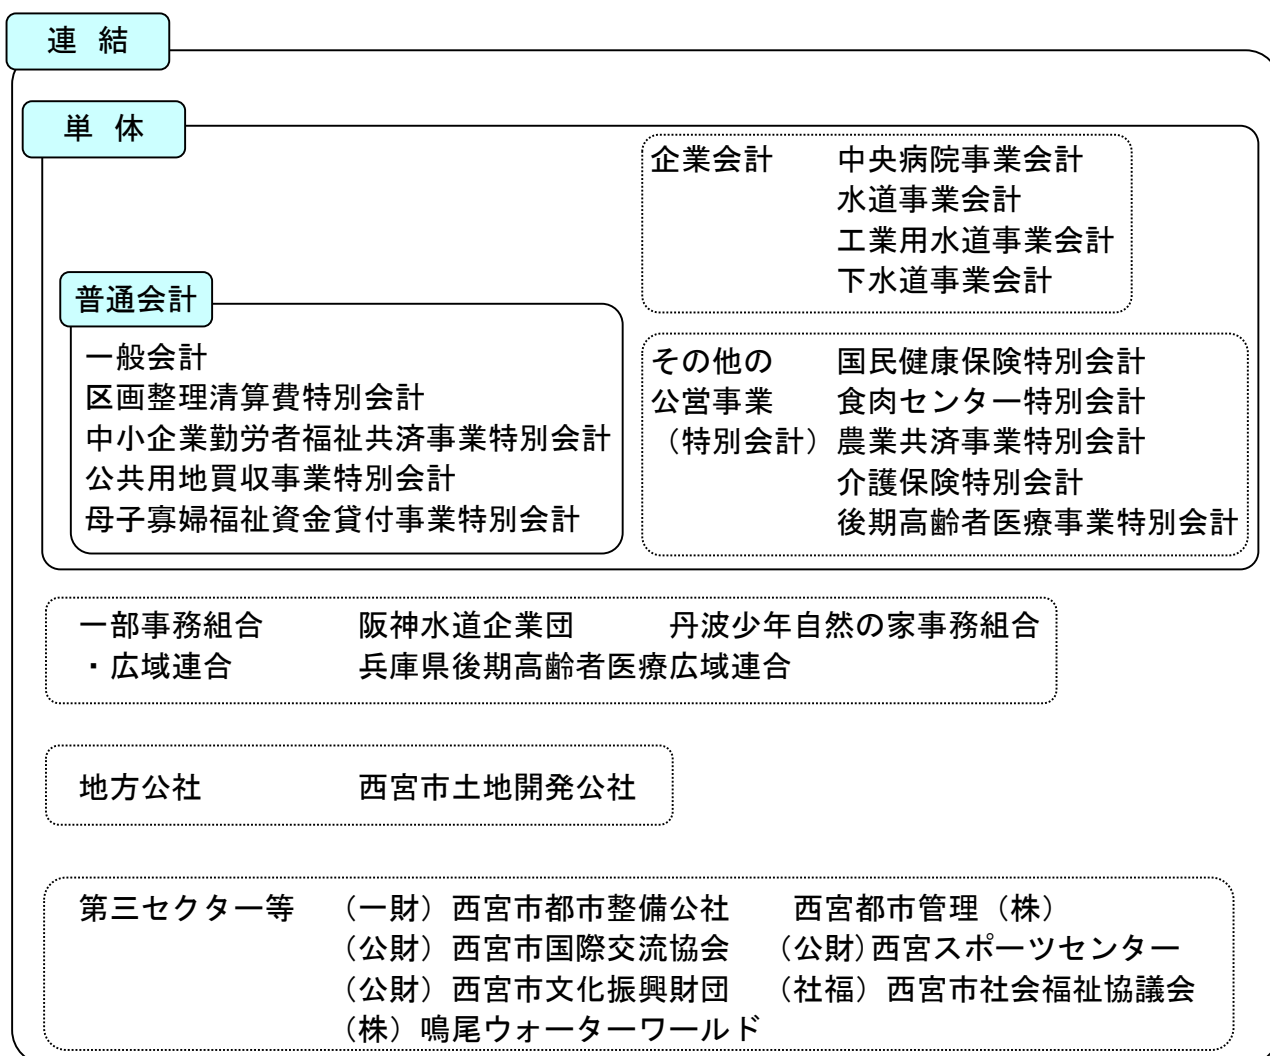 連 結
単 体
企業会計 中央病院事業会計
水道事業会計
工業用水道事業会計
下水道事業会計
普通会計
一般会計
区画整理清算費特別会計
中小企業勤労者福祉共済事業特別会計
公共用地買収事業特別会計
母子寡婦福祉資金貸付事業特別会計
その他の 国民健康保険特別会計
公営事業 食肉センター特別会計
（特別会計）農業共済事業特別会計
介護保険特別会計
後期高齢者医療事業特別会計
一部事務組合 阪神水道企業団 丹波少年自然の家事務組合
・広域連合 兵庫県後期高齢者医療広域連合
地方公社 西宮市土地開発公社
第三セクター等 （一財）西宮市都市整備公社 西宮都市管理（株）
（公財）西宮市国際交流協会 （公財）西宮スポーツセンター
（公財）西宮市文化振興財団 （社福）西宮市社会福祉協議会
（株）鳴尾ウォーターワールド